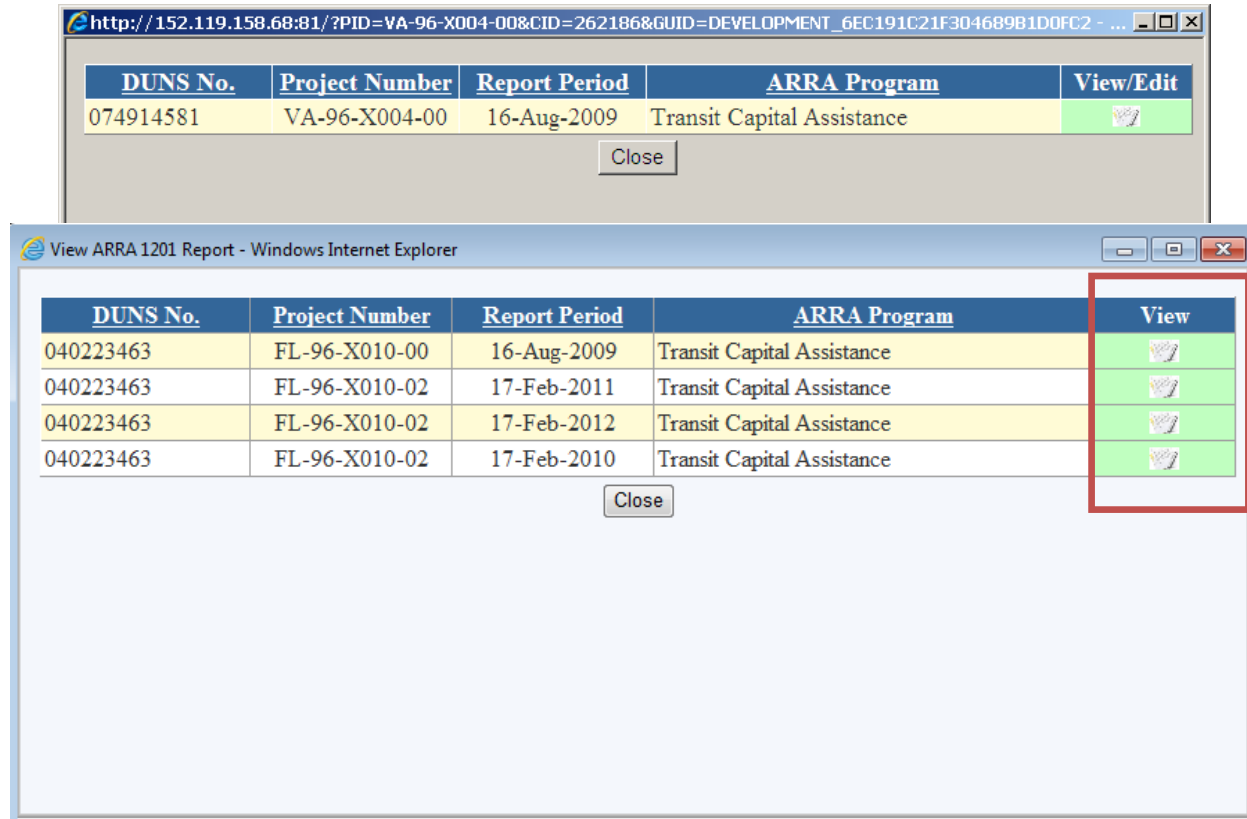 http://152.119.158.68:81/?PID=VA-96-X004-00&CID=262186&GUID=DEVELOPMENT_6EC191C21F304689B1D0FC2 - ...
DUNS No. Project Number Report Period ARRA Program View/Edit
074914581 VA-96-X004-00 16-Aug-2009 Transit Capital Assistance
Close
View ARRA 1201 Report - Windows Internet Explorer
DUNS No. Project Number Report Period ARRA Program View
040223463 FL-96-X010-00 16-Aug-2009 Transit Capital Assistance
040223463 FL-96-X010-02 17-Feb-2011 Transit Capital Assistance
040223463 FL-96-X010-02 17-Feb-2012 Transit Capital Assistance
040223463 FL-96-X010-02 17-Feb-2010 Transit Capital Assistance
Close